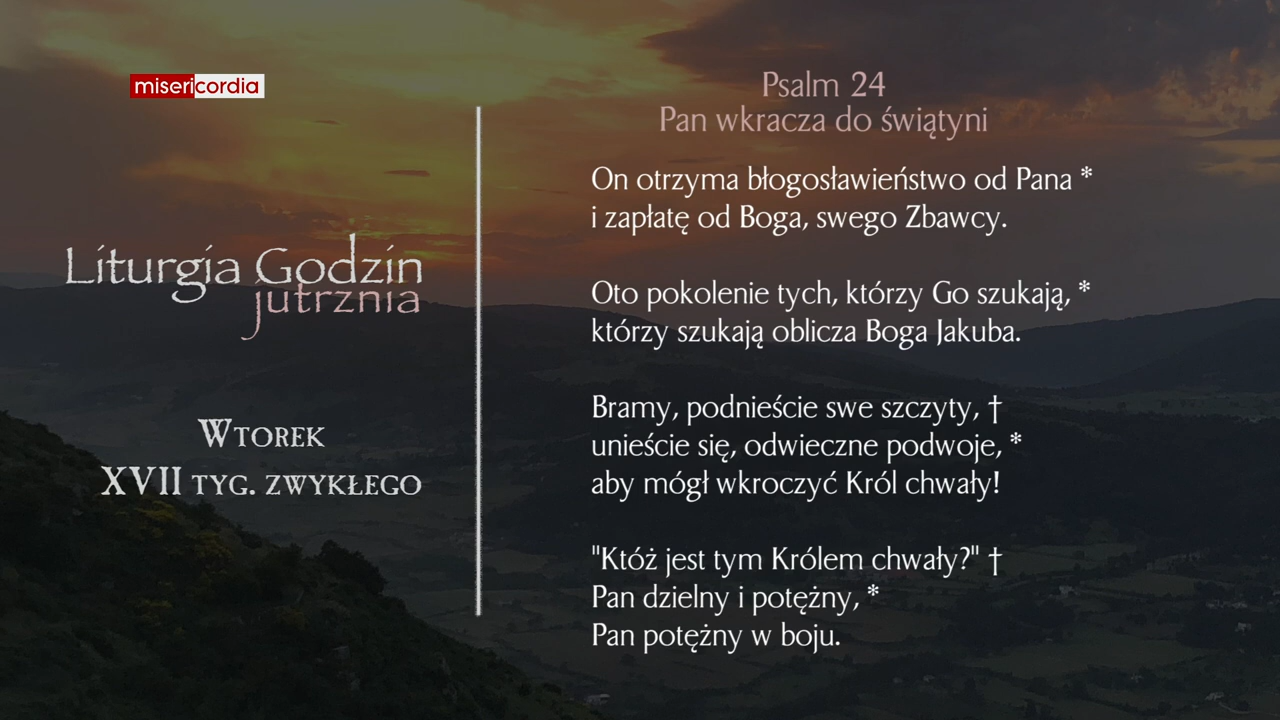 misericordia
Liturgia Godzin
jutrznia
Wtorek
XVII tyg. zwykłego
Psalm 24
Pan wkracza do świątyni
On otrzyma błogosławieństwo od Pana *
i zapłatę od Boga, swego Zbawcy.
Oto pokolenie tych, którzy Go szukają, *
którzy szukają oblicza Boga Jakuba.
Bramy, podnieście swe szczyty, †
unieście się, odwieczne podwoje, *
aby mógł wkroczyć Król chwały!
"Któż jest tym Królem chwały?" †
Pan dzielny i potężny, *
Pan potężny w boju.